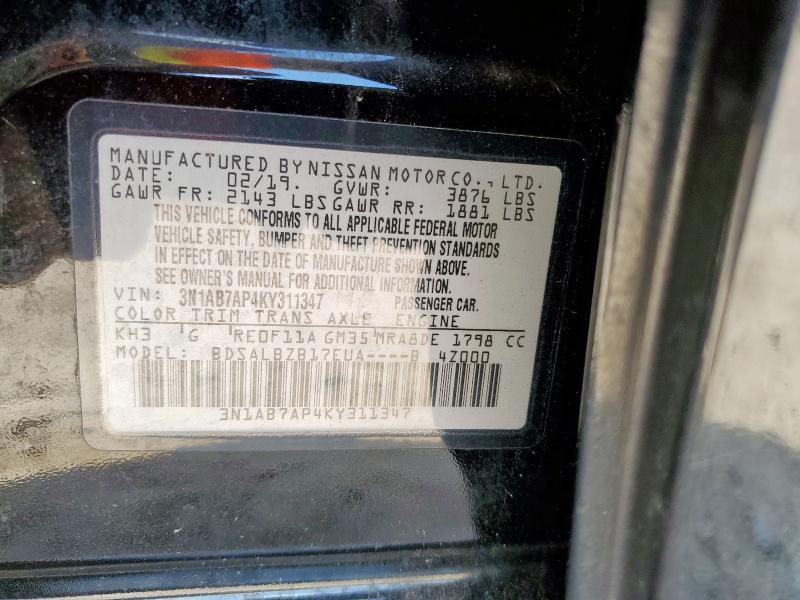 MANUFACTURED BY NISSAN MOTOR CO., LTD.
DATE: 02/19. GVWR: 3876 LBS
GAWR FR: 2143 LBS GAWR RR: 1881 LBS
THIS VEHICLE CONFORMS TO ALL APPLICABLE FEDERAL MOTOR
VEHICLE SAFETY, BUMPER AND THEFT PREVENTION STANDARDS
IN EFFECT ON THE DATE OF MANUFACTURE SHOWN ABOVE.
SEE OWNER'S MANUAL FOR ADDITIONAL INFORMATION.
VIN: 3N1AB7AP4KY311347 PASSENGER CAR.
COLOR TRIM TRANS AXLE ENGINE
KH3 G RE0F11A GM35 MRA8DE 1798 CC
MODEL: BDSALBZB17EUA----B 4Z000
3N1AB7AP4KY311347